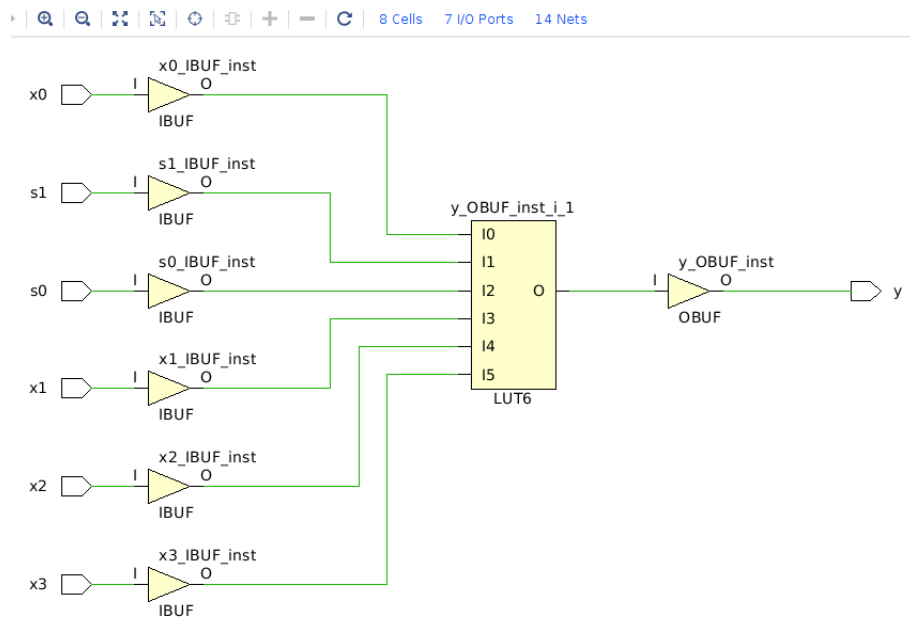 8 Cells 7 I/O Ports 14 Nets
x0_IBUF_inst
x0 I O
IBUF
s1_IBUF_inst
s1 I O
IBUF
y_OBUF_inst_i_1
I0
I1
s0_IBUF_inst
s0 I O
IBUF
I2 O
y_OBUF_inst
I O y
OBUF
I3
I4
I5
LUT6
x1_IBUF_inst
x1 I O
IBUF
x2_IBUF_inst
x2 I O
IBUF
x3_IBUF_inst
x3 I O
IBUF